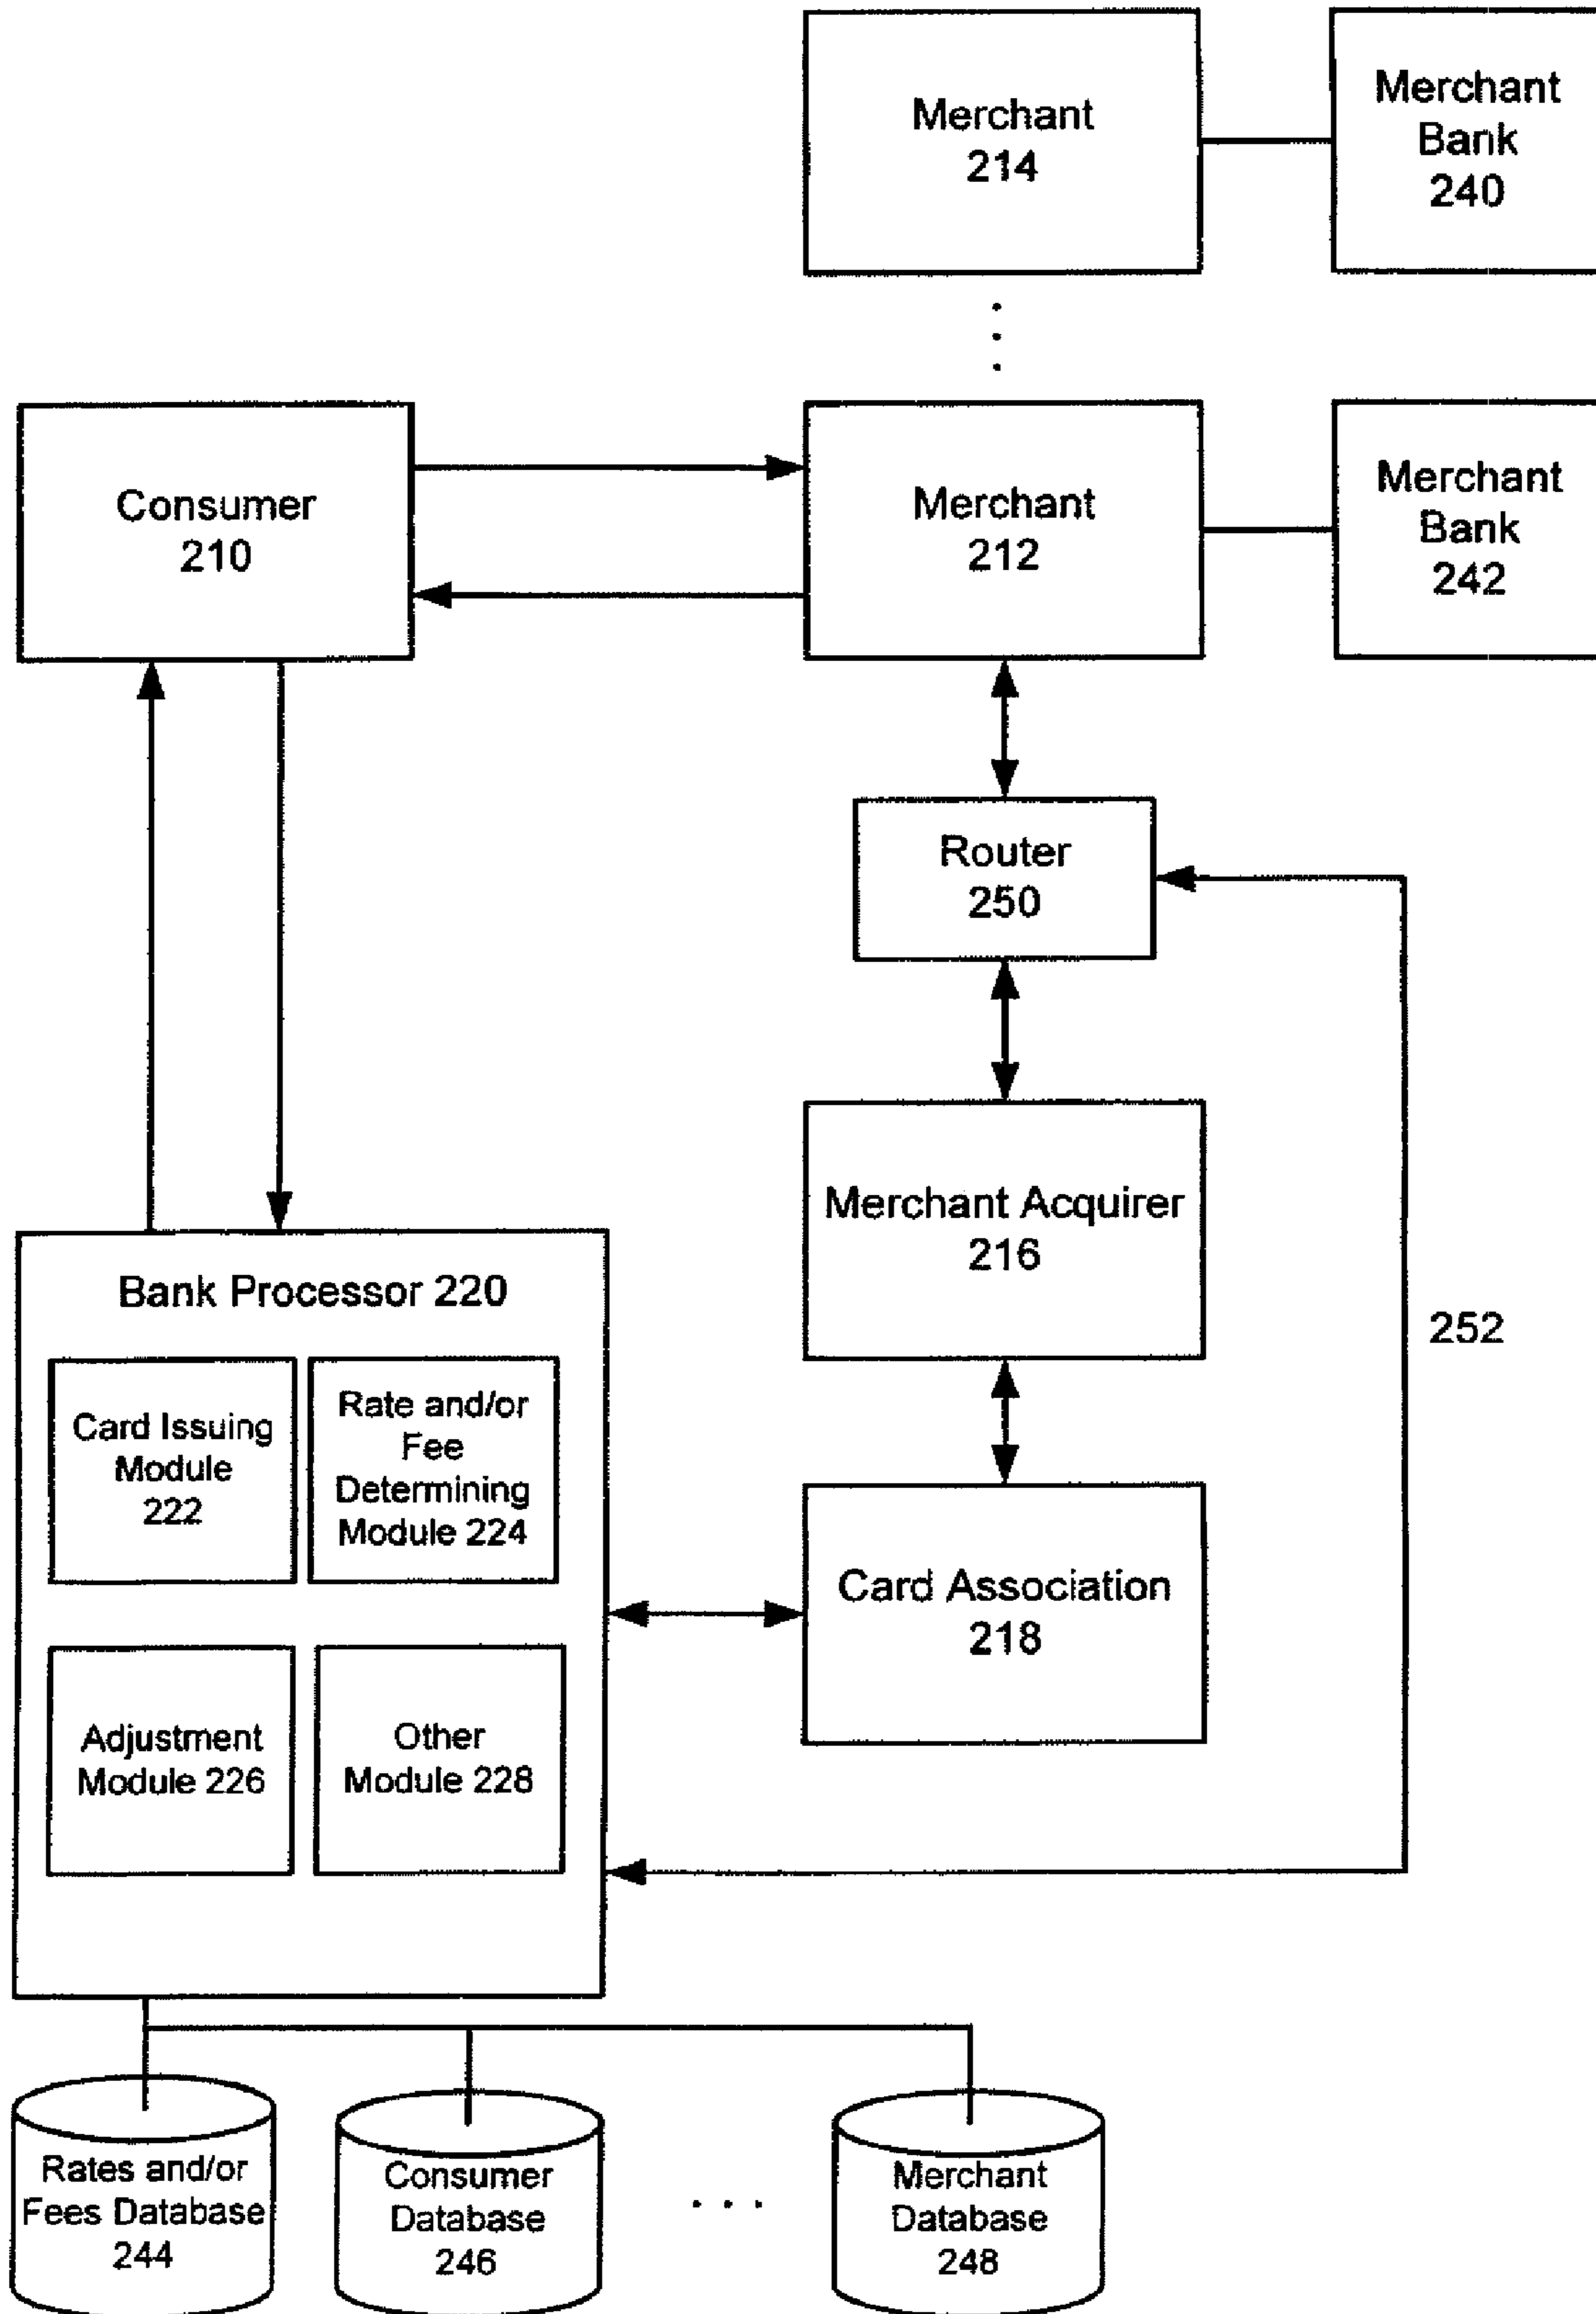 Merchant
214
Merchant
Bank
240
Consumer
210
Merchant
212
Merchant
Bank
242
Router
250
Merchant Acquirer
216
252
Bank Processor 220
Card Issuing
Module
222
Rate and/or
Fee
Determining
Module 224
Card Association
218
Adjustment
Module 226
Other
Module 228
Rates and/or
Fees Database
244
Consumer
Database
246
Merchant
Database
248